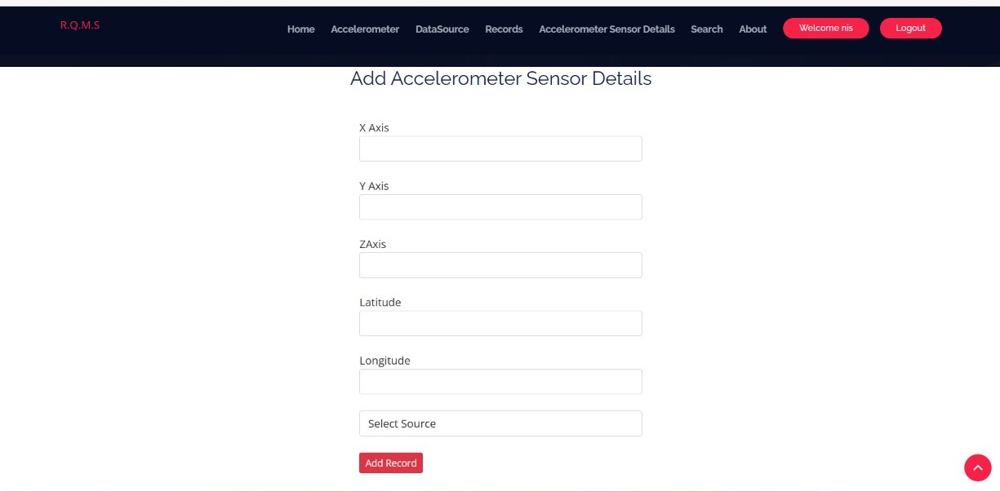 R.Q.M.S
Home Accelerometer DataSource Records Accelerometer Sensor Details Search About Welcome nis Logout
Add Accelerometer Sensor Details
X Axis
Y Axis
ZAxis
Latitude
Longitude
Select Source
Add Record